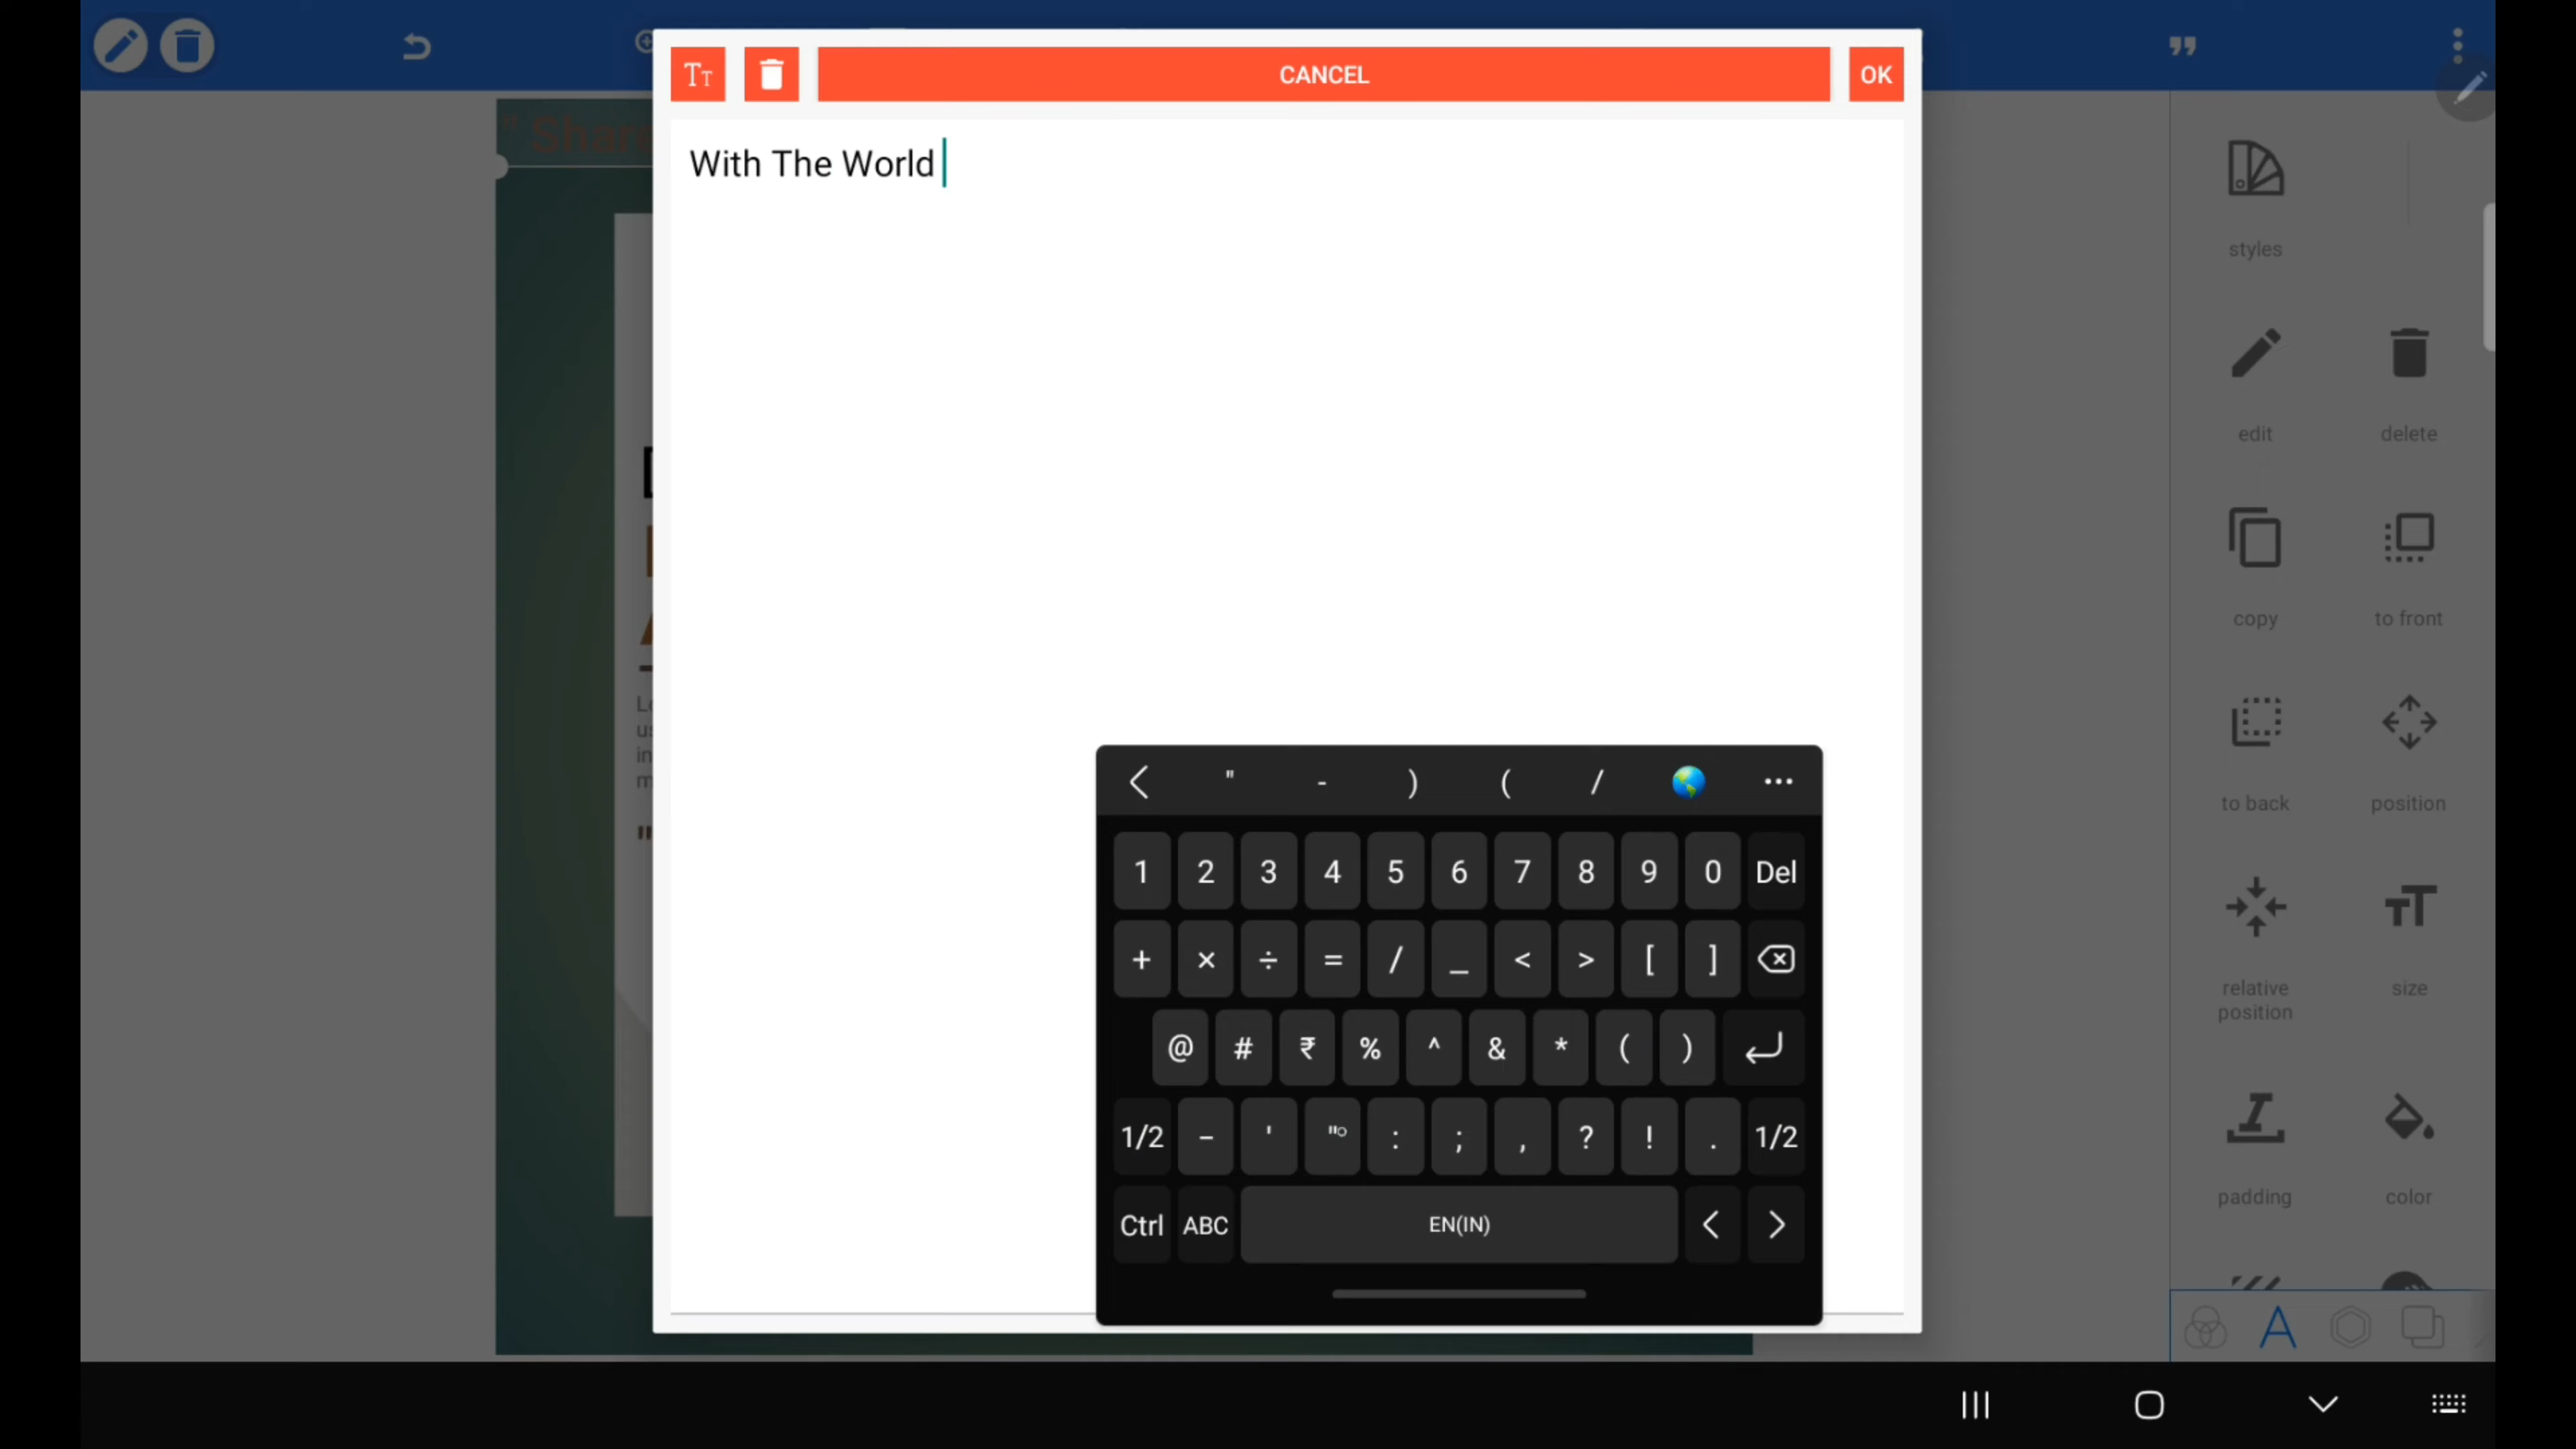 CANCEL
OK
" Shar
With The World
styles
edit
delete
copy
to front
to back
position
relative
position
size
padding
color
" - ) ( / ...
1 2 3 4 5 6 7 8 9 0 Del
+ × ÷ = / _ < > [ ]
@ # ₹ % ^ & * ( )
1/2 - ' " : ; , ? ! . 1/2
Ctrl ABC EN(IN) < >